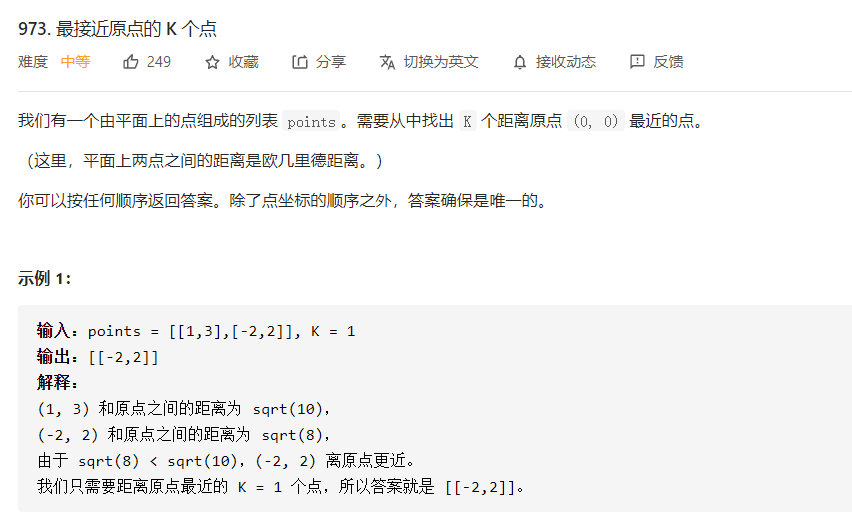 973. 最接近原点的 K 个点
难度 中等 249 收藏 分享 切换为英文 接收动态 反馈
我们有一个由平面上的点组成的列表 points。需要从中找出 K 个距离原点 (0, 0) 最近的点。
（这里，平面上两点之间的距离是欧几里德距离。）
你可以按任何顺序返回答案。除了点坐标的顺序之外，答案确保是唯一的。
示例 1：
输入：points = [[1,3],[-2,2]], K = 1
输出：[[-2,2]]
解释：
(1, 3) 和原点之间的距离为 sqrt(10)，
(-2, 2) 和原点之间的距离为 sqrt(8)，
由于 sqrt(8) < sqrt(10)，(-2, 2) 离原点更近。
我们只需要距离原点最近的 K = 1 个点，所以答案就是 [[-2,2]]。